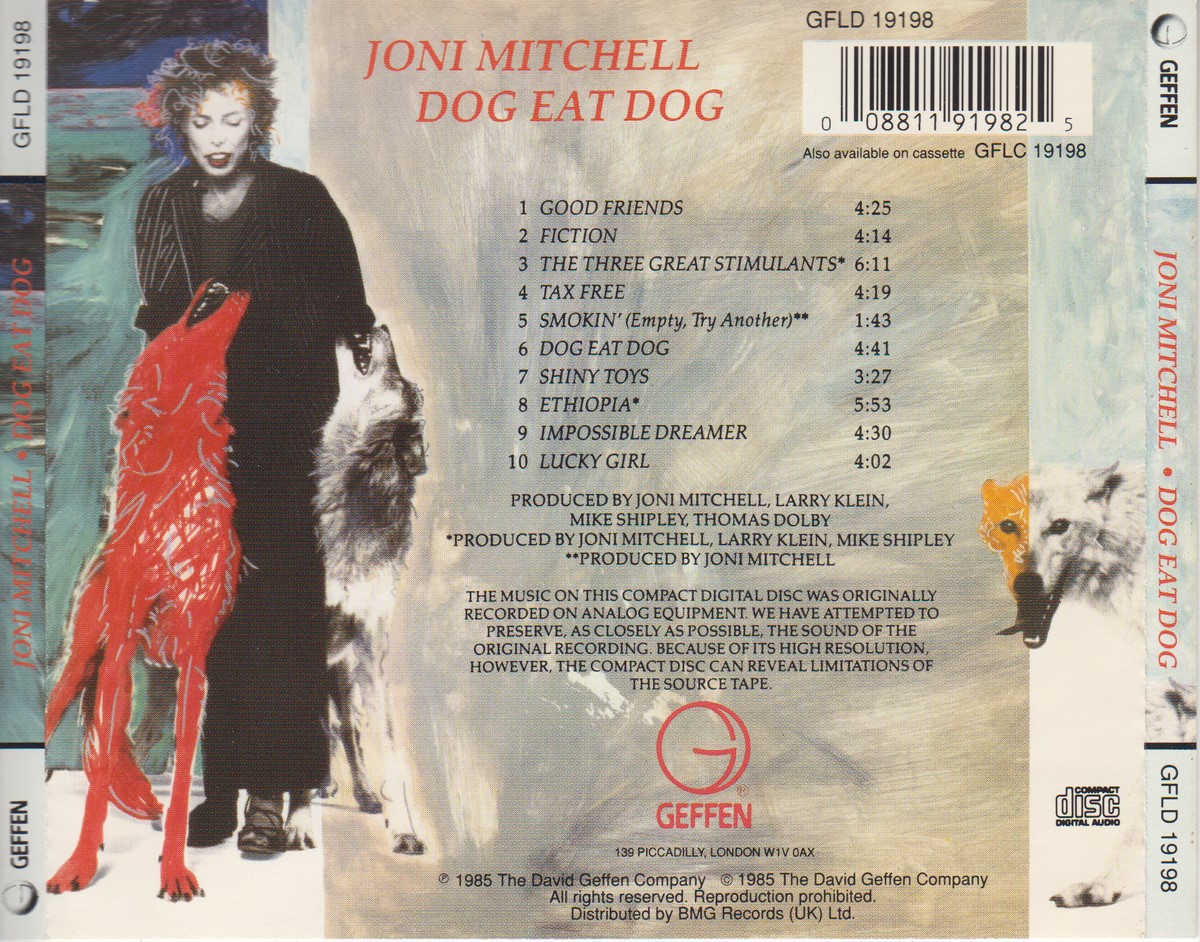 GFLD 19198
JONI MITCHELL • DOG EAT DOG
GEFFEN
JONI MITCHELL
DOG EAT DOG
GFLD 19198
0 08811 91982 5
Also available on cassette GFLC 19198
1 GOOD FRIENDS 4:25
2 FICTION 4:14
3 THE THREE GREAT STIMULANTS* 6:11
4 TAX FREE 4:19
5 SMOKIN' (Empty, Try Another)** 1:43
6 DOG EAT DOG 4:41
7 SHINY TOYS 3:27
8 ETHIOPIA* 5:53
9 IMPOSSIBLE DREAMER 4:30
10 LUCKY GIRL 4:02
PRODUCED BY JONI MITCHELL, LARRY KLEIN,
MIKE SHIPLEY, THOMAS DOLBY
*PRODUCED BY JONI MITCHELL, LARRY KLEIN, MIKE SHIPLEY
**PRODUCED BY JONI MITCHELL
THE MUSIC ON THIS COMPACT DIGITAL DISC WAS ORIGINALLY
RECORDED ON ANALOG EQUIPMENT. WE HAVE ATTEMPTED TO
PRESERVE, AS CLOSELY AS POSSIBLE, THE SOUND OF THE
ORIGINAL RECORDING. BECAUSE OF ITS HIGH RESOLUTION,
HOWEVER, THE COMPACT DISC CAN REVEAL LIMITATIONS OF
THE SOURCE TAPE.
G
®
GEFFEN
139 PICCADILLY, LONDON W1V 0AX
℗ 1985 The David Geffen Company © 1985 The David Geffen Company
All rights reserved. Reproduction prohibited.
Distributed by BMG Records (UK) Ltd.
COMPACT
disc
DIGITAL AUDIO
GEFFEN
JONI MITCHELL • DOG EAT DOG
GFLD 19198